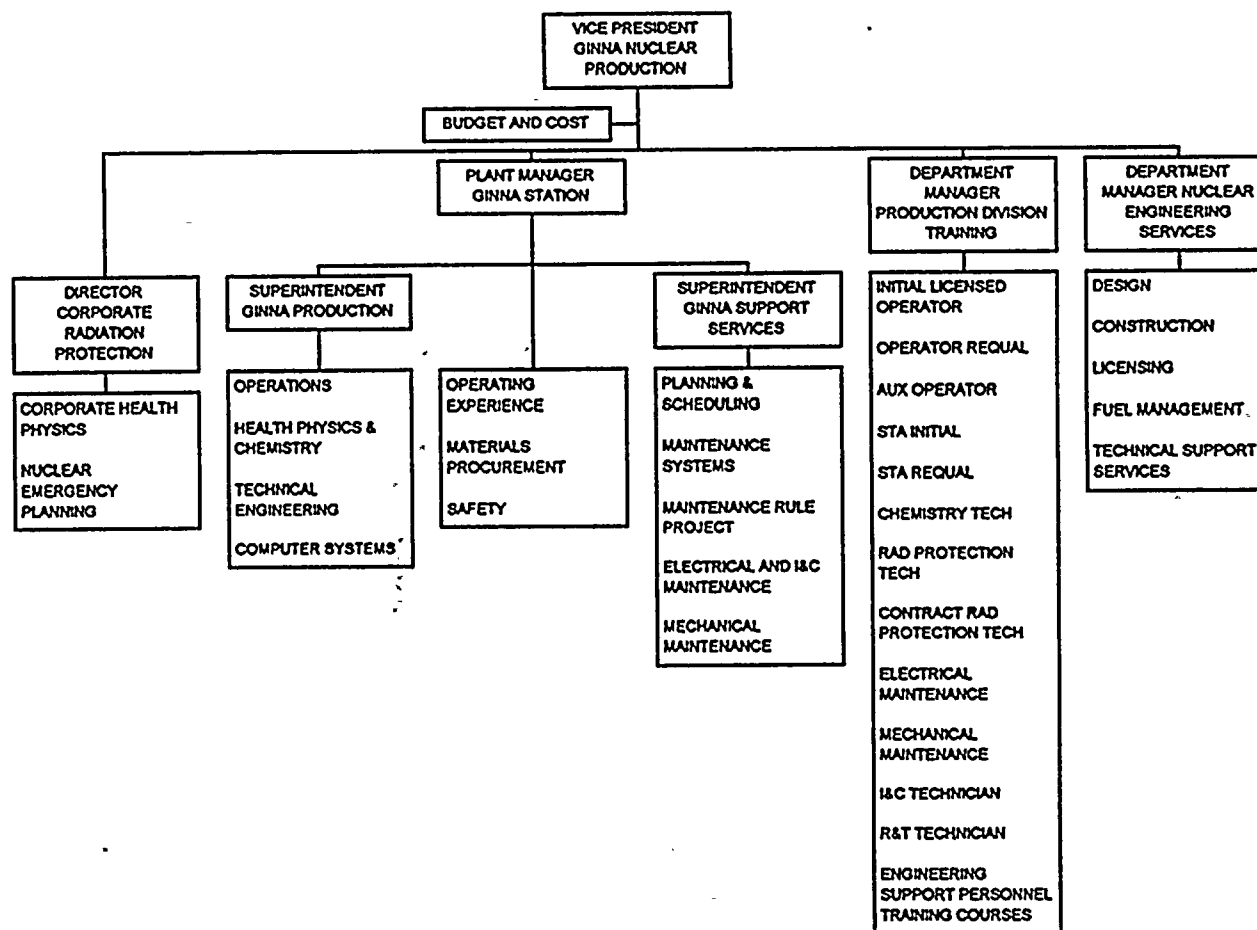 VICE PRESIDENT
GINNA NUCLEAR
PRODUCTION
BUDGET AND COST
PLANT MANAGER
GINNA STATION
DEPARTMENT
MANAGER
PRODUCTION DIVISION
TRAINING
DEPARTMENT
MANAGER NUCLEAR
ENGINEERING
SERVICES
DIRECTOR
CORPORATE
RADIATION
PROTECTION
SUPERINTENDENT
GINNA PRODUCTION
SUPERINTENDENT
GINNA SUPPORT
SERVICES
CORPORATE HEALTH
PHYSICS
NUCLEAR
EMERGENCY
PLANNING
OPERATIONS
HEALTH PHYSICS &
CHEMISTRY
TECHNICAL
ENGINEERING
COMPUTER SYSTEMS
OPERATING
EXPERIENCE
MATERIALS
PROCUREMENT
SAFETY
PLANNING &
SCHEDULING
MAINTENANCE
SYSTEMS
MAINTENANCE RULE
PROJECT
ELECTRICAL AND I&C
MAINTENANCE
MECHANICAL
MAINTENANCE
INITIAL LICENSED
OPERATOR
OPERATOR REQUAL
AUX OPERATOR
STA INITIAL
STA REQUAL
CHEMISTRY TECH
RAD PROTECTION
TECH
CONTRACT RAD
PROTECTION TECH
ELECTRICAL
MAINTENANCE
MECHANICAL
MAINTENANCE
I&C TECHNICIAN
R&T TECHNICIAN
ENGINEERING
SUPPORT PERSONNEL
TRAINING COURSES
DESIGN
CONSTRUCTION
LICENSING
FUEL MANAGEMENT
TECHNICAL SUPPORT
SERVICES